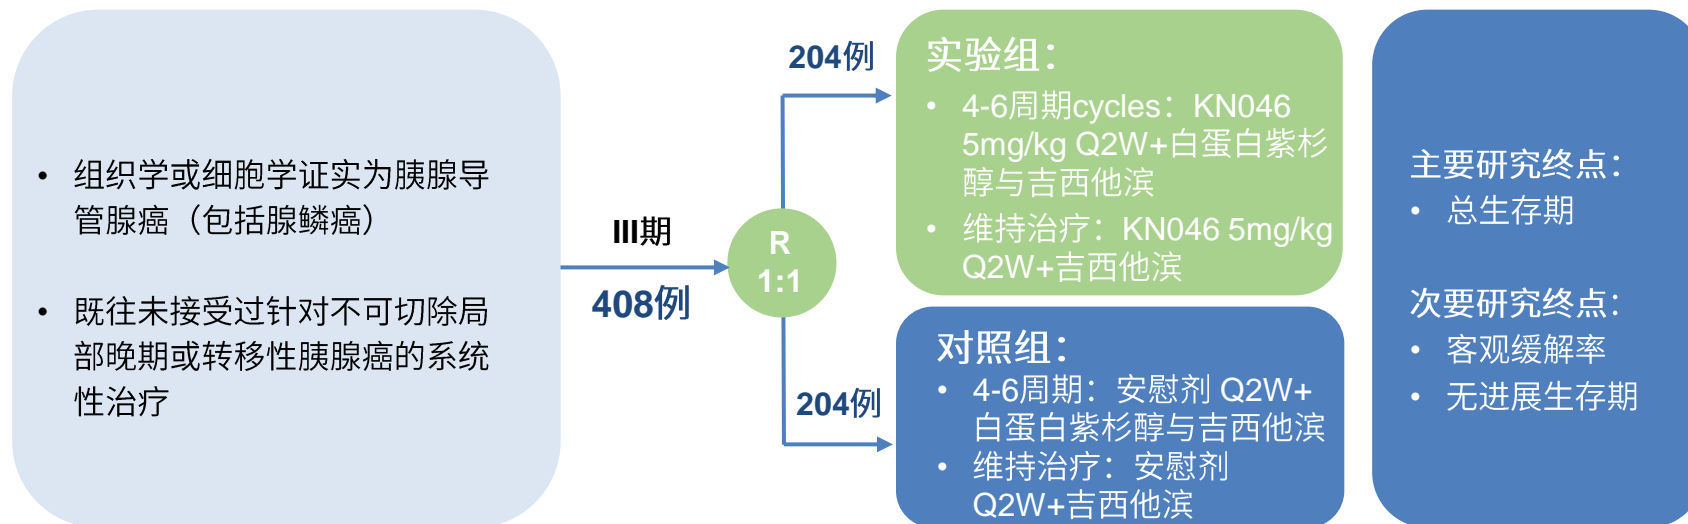 • 组织学或细胞学证实为胰腺导
管腺癌（包括腺鳞癌）
• 既往未接受过针对不可切除局
部晚期或转移性胰腺癌的系统
性治疗
III期
408例
R
1:1
204例
204例
实验组：
• 4-6周期cycles：KN046
5mg/kg Q2W+白蛋白紫杉
醇与吉西他滨
• 维持治疗：KN046 5mg/kg
Q2W+吉西他滨
对照组：
• 4-6周期：安慰剂 Q2W+
白蛋白紫杉醇与吉西他滨
• 维持治疗：安慰剂
Q2W+吉西他滨
主要研究终点：
• 总生存期
次要研究终点：
• 客观缓解率
• 无进展生存期